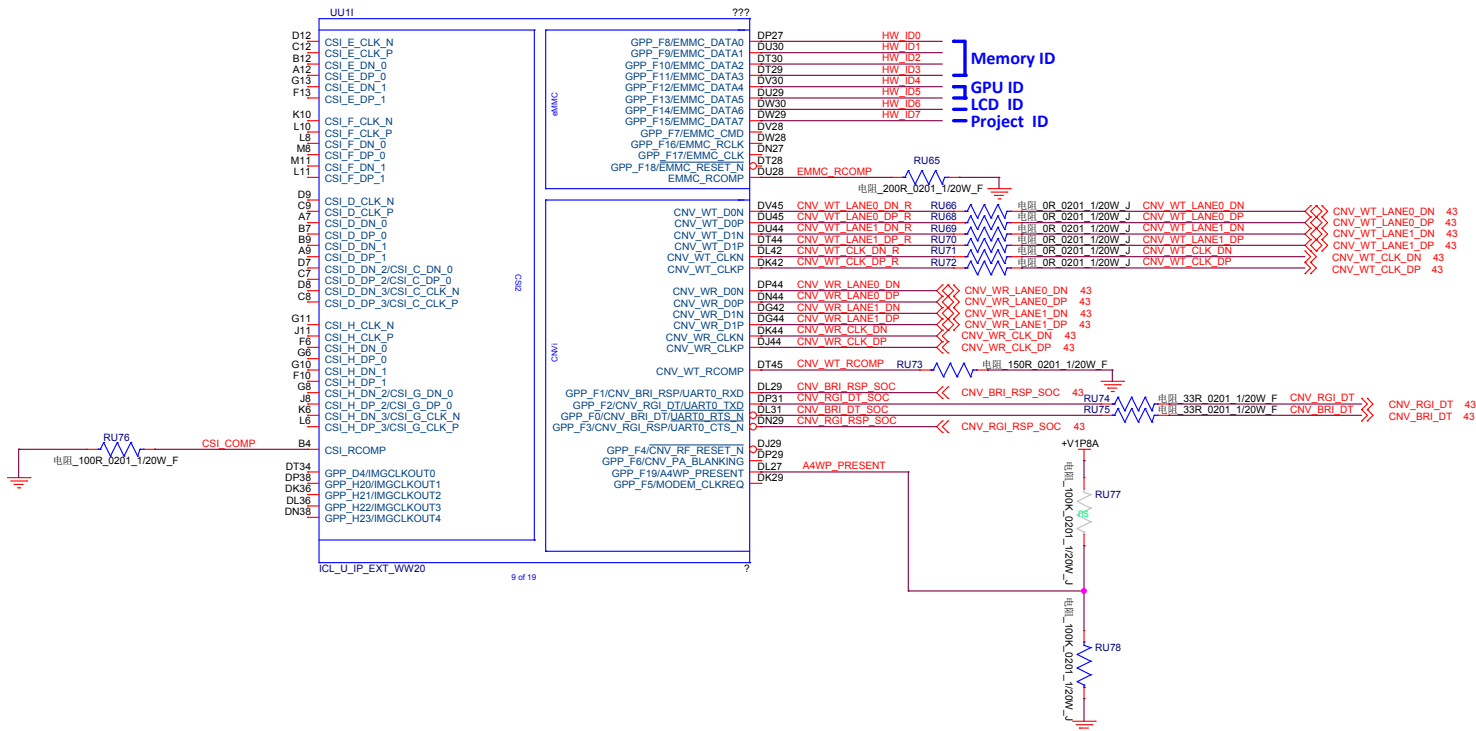 UU1I
???
D12 CSI_E_CLK_N
C12 CSI_E_CLK_P
B12 CSI_E_DN_0
A12 CSI_E_DP_0
G13 CSI_E_DN_1
F13 CSI_E_DP_1
K10 CSI_F_CLK_N
L10 CSI_F_CLK_P
L8 CSI_F_DN_0
M8 CSI_F_DP_0
M11 CSI_F_DN_1
L11 CSI_F_DP_1
D9 CSI_D_CLK_N
C9 CSI_D_CLK_P
A7 CSI_D_DN_0
B7 CSI_D_DP_0
B9 CSI_D_DN_1
A9 CSI_D_DP_1
D7 CSI_D_DN_2/CSI_C_DN_0
C7 CSI_D_DP_2/CSI_C_DP_0
D8 CSI_D_DN_3/CSI_C_CLK_N
C8 CSI_D_DP_3/CSI_C_CLK_P
G11 CSI_H_CLK_N
J11 CSI_H_CLK_P
F6 CSI_H_DN_0
G6 CSI_H_DP_0
G10 CSI_H_DN_1
F10 CSI_H_DP_1
G8 CSI_H_DN_2/CSI_G_DN_0
J8 CSI_H_DP_2/CSI_G_DP_0
K6 CSI_H_DN_3/CSI_G_CLK_N
L6 CSI_H_DP_3/CSI_G_CLK_P
RU76
电阻_100R_0201_1/20W_F
CSI_COMP B4 CSI_RCOMP
DT34 GPP_D4/IMGCLKOUT0
DP38 GPP_H20/IMGCLKOUT1
DK36 GPP_H21/IMGCLKOUT2
DL36 GPP_H22/IMGCLKOUT3
DN38 GPP_H23/IMGCLKOUT4
CSI2
eMMC
CNVi
GPP_F8/EMMC_DATA0 DP27 HW_ID0
GPP_F9/EMMC_DATA1 DU30 HW_ID1
GPP_F10/EMMC_DATA2 DT30 HW_ID2
GPP_F11/EMMC_DATA3 DT29 HW_ID3
GPP_F12/EMMC_DATA4 DV30 HW_ID4
GPP_F13/EMMC_DATA5 DU29 HW_ID5
GPP_F14/EMMC_DATA6 DW30 HW_ID6
GPP_F15/EMMC_DATA7 DW29 HW_ID7
Memory ID
GPU ID
LCD ID
Project ID
GPP_F7/EMMC_CMD DV28
GPP_F16/EMMC_RCLK DW28
GPP_F17/EMMC_CLK DN27
GPP_F18/EMMC_RESET_N DT28
EMMC_RCOMP DU28 EMMC_RCOMP RU65
电阻_200R_0201_1/20W_F
CNV_WT_D0N DV45 CNV_WT_LANE0_DN_R RU66 电阻_0R_0201_1/20W_J CNV_WT_LANE0_DN CNV_WT_LANE0_DN 43
CNV_WT_D0P DU45 CNV_WT_LANE0_DP_R RU68 电阻_0R_0201_1/20W_J CNV_WT_LANE0_DP CNV_WT_LANE0_DP 43
CNV_WT_D1N DU44 CNV_WT_LANE1_DN_R RU69 电阻_0R_0201_1/20W_J CNV_WT_LANE1_DN CNV_WT_LANE1_DN 43
CNV_WT_D1P DT44 CNV_WT_LANE1_DP_R RU70 电阻_0R_0201_1/20W_J CNV_WT_LANE1_DP CNV_WT_LANE1_DP 43
CNV_WT_CLKN DL42 CNV_WT_CLK_DN_R RU71 电阻_0R_0201_1/20W_J CNV_WT_CLK_DN CNV_WT_CLK_DN 43
CNV_WT_CLKP DK42 CNV_WT_CLK_DP_R RU72 电阻_0R_0201_1/20W_J CNV_WT_CLK_DP CNV_WT_CLK_DP 43
CNV_WR_D0N DP44 CNV_WR_LANE0_DN CNV_WR_LANE0_DN 43
CNV_WR_D0P DN44 CNV_WR_LANE0_DP CNV_WR_LANE0_DP 43
CNV_WR_D1N DG42 CNV_WR_LANE1_DN CNV_WR_LANE1_DN 43
CNV_WR_D1P DG44 CNV_WR_LANE1_DP CNV_WR_LANE1_DP 43
CNV_WR_CLKN DK44 CNV_WR_CLK_DN CNV_WR_CLK_DN 43
CNV_WR_CLKP DJ44 CNV_WR_CLK_DP CNV_WR_CLK_DP 43
CNV_WT_RCOMP DT45 CNV_WT_RCOMP RU73 电阻_150R_0201_1/20W_F
GPP_F1/CNV_BRI_RSP/UART0_RXD DL29 CNV_BRI_RSP_SOC CNV_BRI_RSP_SOC 43
GPP_F2/CNV_RGI_DT/UART0_TXD DP31 CNV_RGI_DT_SOC RU74 电阻_33R_0201_1/20W_F CNV_RGI_DT CNV_RGI_DT 43
GPP_F0/CNV_BRI_DT/UART0_RTS_N DL31 CNV_BRI_DT_SOC RU75 电阻_33R_0201_1/20W_F CNV_BRI_DT CNV_BRI_DT 43
GPP_F3/CNV_RGI_RSP/UART0_CTS_N DN29 CNV_RGI_RSP_SOC CNV_RGI_RSP_SOC 43
GPP_F4/CNV_RF_RESET_N DJ29
GPP_F6/CNV_PA_BLANKING DP29
GPP_F19/A4WP_PRESENT DL27 A4WP_PRESENT
GPP_F5/MODEM_CLKREQ DK29
+V1P8A
电阻_100K_0201_1/20W_J
RU77
ns
电阻_100K_0201_1/20W_J
RU78
ICL_U_IP_EXT_WW20
?
9 of 19